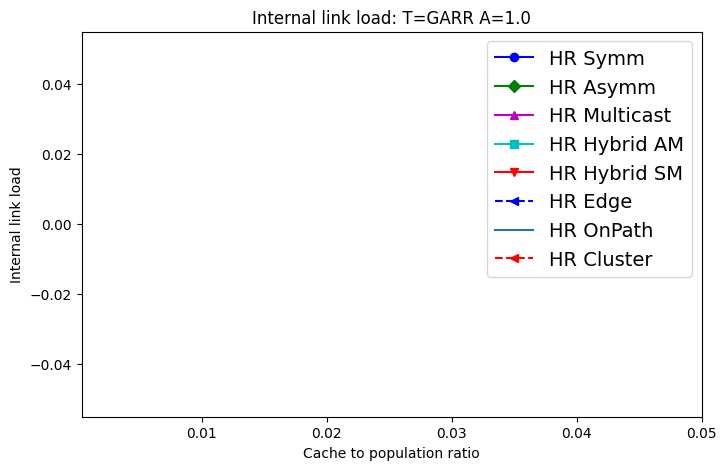 Internal link load: T=GARR A=1.0
HR Symm
HR Asymm
HR Multicast
HR Hybrid AM
HR Hybrid SM
HR Edge
HR OnPath
HR Cluster
Internal link load
0.04
0.02
0.00
−0.02
−0.04
0.01
0.02
0.03
0.04
0.05
Cache to population ratio